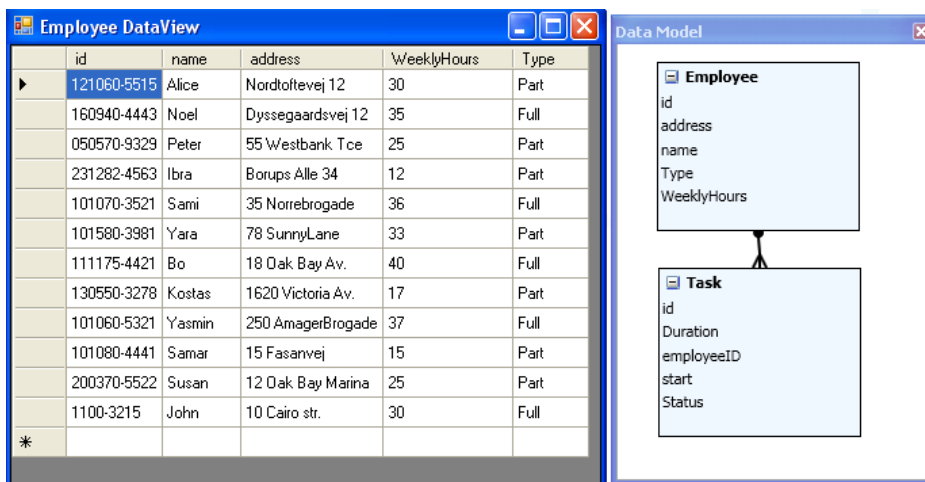 Employee DataView
id name address WeeklyHours Type
121060-5515 Alice Nordtoftevej 12 30 Part
160940-4443 Noel Dyssegaardsvej 12 35 Full
050570-9329 Peter 55 Westbank Tce 25 Part
231282-4563 Ibra Borups Alle 34 12 Part
101070-3521 Sami 35 Norrebrogade 36 Full
101580-3981 Yara 78 SunnyLane 33 Part
111175-4421 Bo 18 Oak Bay Av. 40 Full
130550-3278 Kostas 1620 Victoria Av. 17 Part
101060-5321 Yasmin 250 AmagerBrogade 37 Full
101080-4441 Samar 15 Fasanvej 15 Part
200370-5522 Susan 12 Oak Bay Marina 25 Part
1100-3215 John 10 Cairo str. 30 Full
Data Model
Employee
id
address
name
Type
WeeklyHours
Task
id
Duration
employeeID
start
Status